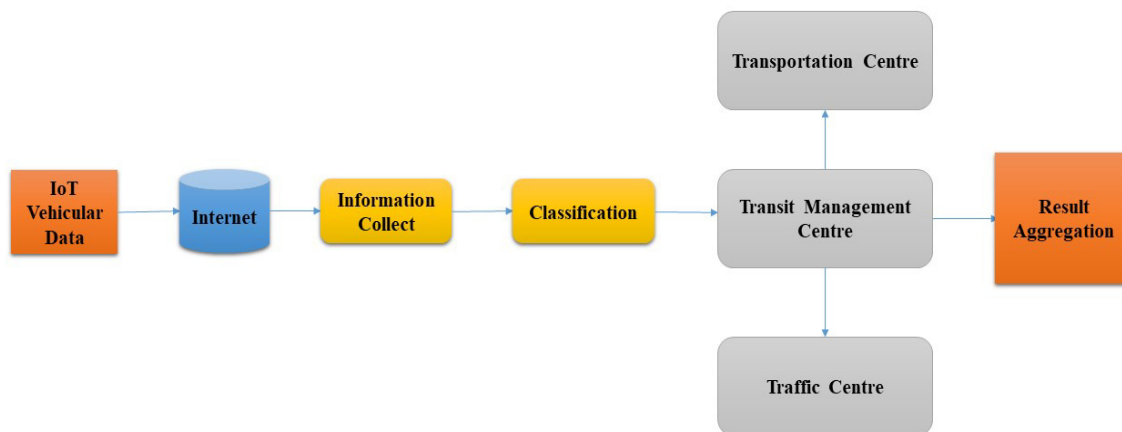 Transportation Centre
IoT
Vehicular
Data
Internet
Information
Collect
Classification
Transit Management
Centre
Result
Aggregation
Traffic Centre